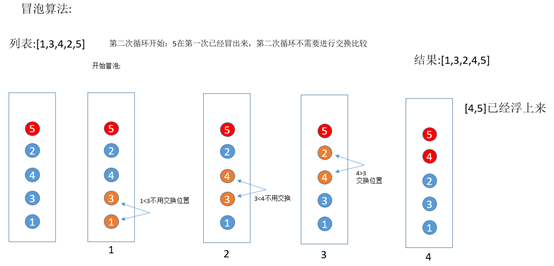 冒泡算法:
列表:[1,3,4,2,5]
第二次循环开始：5在第一次已经冒出来，第二次循环不需要进行交换比较
结果:[1,3,2,4,5]
开始冒泡:
[4,5]已经浮上来
5 5 5 5 5
2 2 2 2 4
4 4 4 4 2
3 3 3 3 3
1 1 1 1 1
1<3不用交换位置
3<4不用交换
4>3
交换位置
1 2 3 4